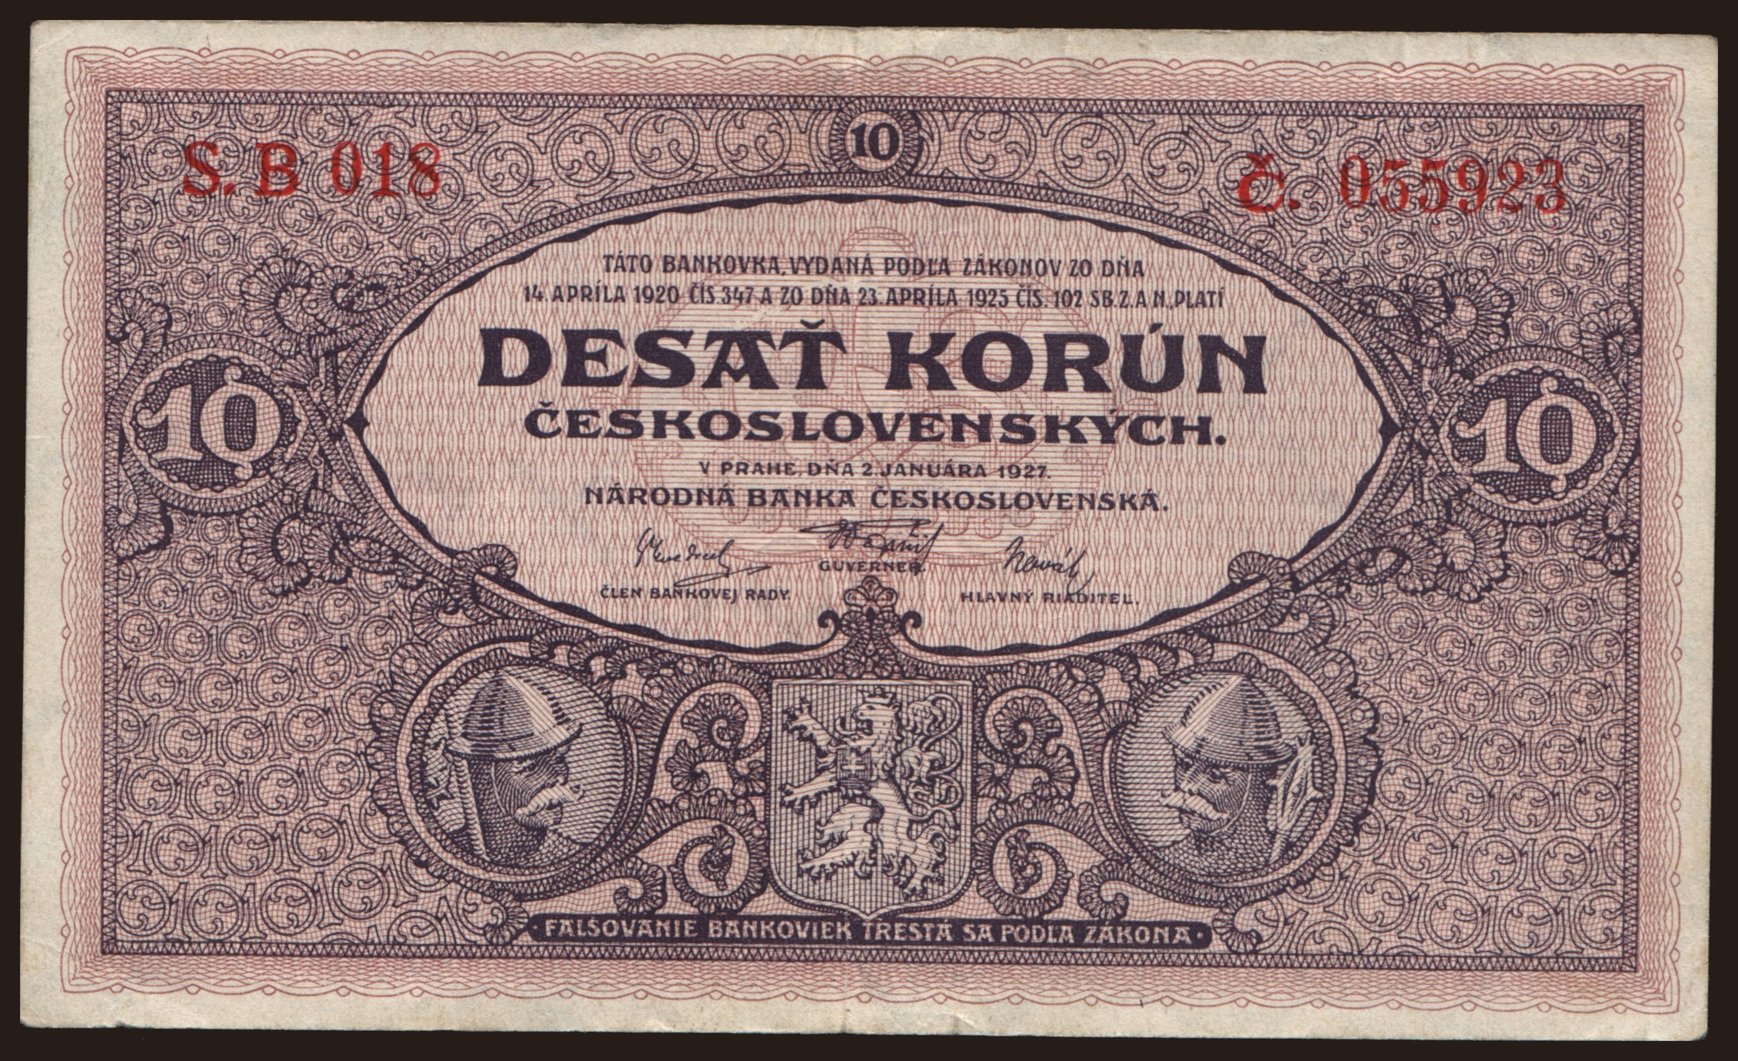 S. B 018
10
Č. 055923
TÁTO BANKOVKA, VYDANÁ PODĽA ZÁKONOV ZO DŇA
14. APRÍLA 1920 ČÍS. 347 A ZO DŇA 23. APRÍLA 1925 ČÍS. 102 SB. Z. A N., PLATÍ
DESAŤ KORÚN
ČESKOSLOVENSKÝCH.
10
10
V PRAHE, DŇA 2. JANUÁRA 1927.
NÁRODNÁ BANKA ČESKOSLOVENSKÁ.
Novák
GUVERNER.
ČLEN BANKOVEJ RADY.
HLAVNÝ RIADITEĽ.
· FALŠOVANIE BANKOVIEK TRESTÁ SA PODĽA ZÁKONA ·